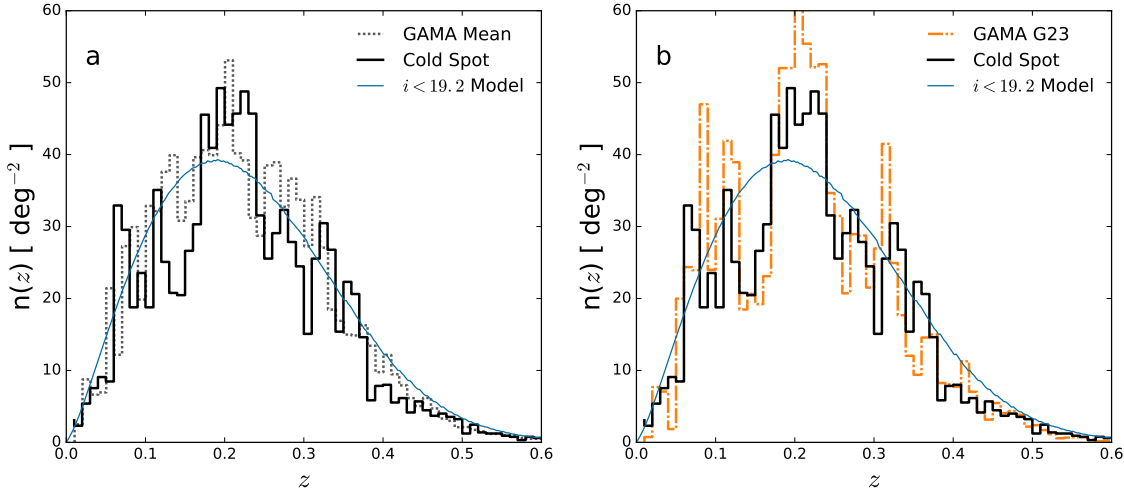 a
GAMA Mean
Cold Spot
i < 19.2 Model
n(z) [ deg⁻² ]
60
50
40
30
20
10
0
0.0 0.1 0.2 0.3 0.4 0.5 0.6
z
b
GAMA G23
Cold Spot
i < 19.2 Model
n(z) [ deg⁻² ]
60
50
40
30
20
10
0
0.0 0.1 0.2 0.3 0.4 0.5 0.6
z